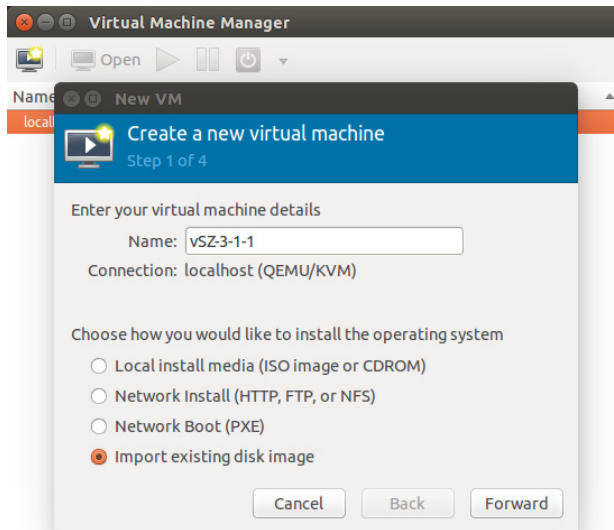 Virtual Machine Manager
Open
Name
New VM
locall
Create a new virtual machine
Step 1 of 4
Enter your virtual machine details
Name: vSZ-3-1-1
Connection: localhost (QEMU/KVM)
Choose how you would like to install the operating system
Local install media (ISO image or CDROM)
Network Install (HTTP, FTP, or NFS)
Network Boot (PXE)
Import existing disk image
Cancel Back Forward